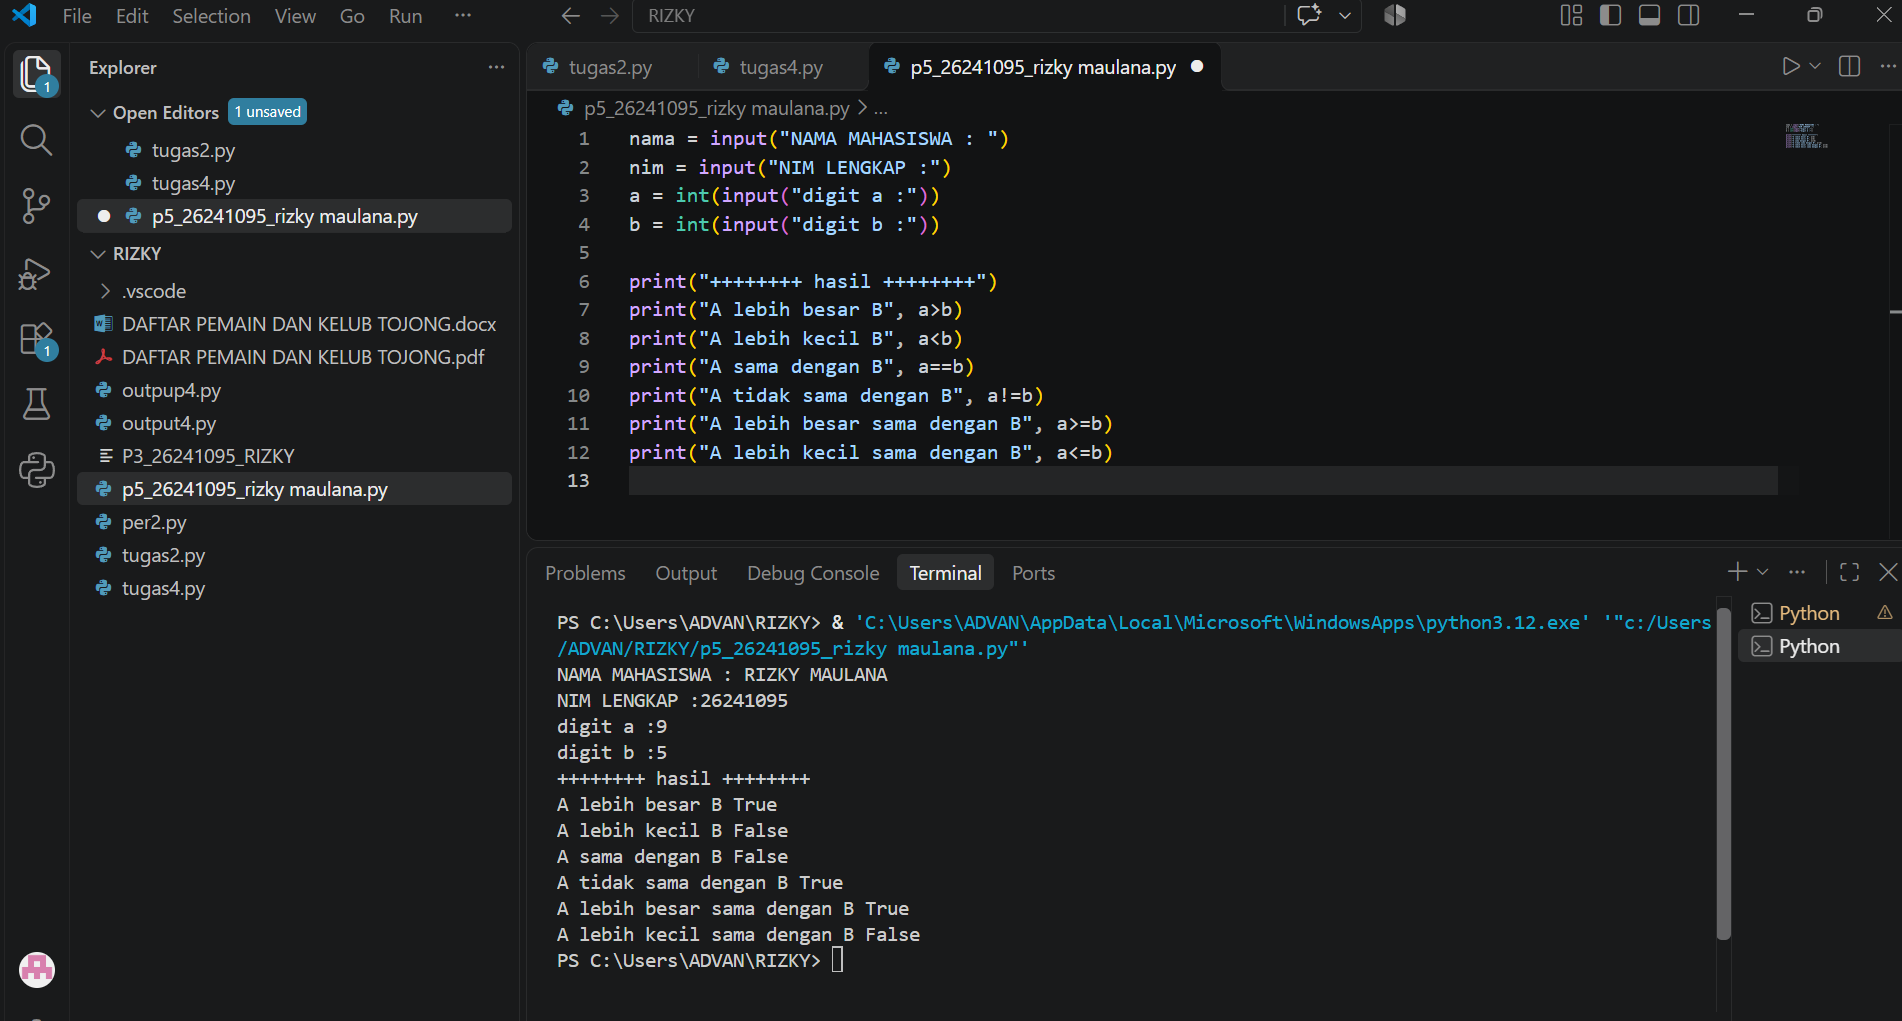 File Edit Selection View Go Run ···
RIZKY
Explorer
Open Editors 1 unsaved
tugas2.py
tugas4.py
p5_26241095_rizky maulana.py
RIZKY
.vscode
DAFTAR PEMAIN DAN KELUB TOJONG.docx
DAFTAR PEMAIN DAN KELUB TOJONG.pdf
outpup4.py
output4.py
P3_26241095_RIZKY
p5_26241095_rizky maulana.py
per2.py
tugas2.py
tugas4.py
1
1
tugas2.py tugas4.py p5_26241095_rizky maulana.py
p5_26241095_rizky maulana.py > ...
1 nama = input("NAMA MAHASISWA : ")
2 nim = input("NIM LENGKAP :")
3 a = int(input("digit a :"))
4 b = int(input("digit b :"))
5
6 print("++++++++ hasil ++++++++")
7 print("A lebih besar B", a>b)
8 print("A lebih kecil B", a<b)
9 print("A sama dengan B", a==b)
10 print("A tidak sama dengan B", a!=b)
11 print("A lebih besar sama dengan B", a>=b)
12 print("A lebih kecil sama dengan B", a<=b)
13
Problems Output Debug Console Terminal Ports
PS C:\Users\ADVAN\RIZKY> & 'C:\Users\ADVAN\AppData\Local\Microsoft\WindowsApps\python3.12.exe' '"c:/Users
/ADVAN/RIZKY/p5_26241095_rizky maulana.py"'
NAMA MAHASISWA : RIZKY MAULANA
NIM LENGKAP :26241095
digit a :9
digit b :5
++++++++ hasil ++++++++
A lebih besar B True
A lebih kecil B False
A sama dengan B False
A tidak sama dengan B True
A lebih besar sama dengan B True
A lebih kecil sama dengan B False
PS C:\Users\ADVAN\RIZKY>
Python
Python